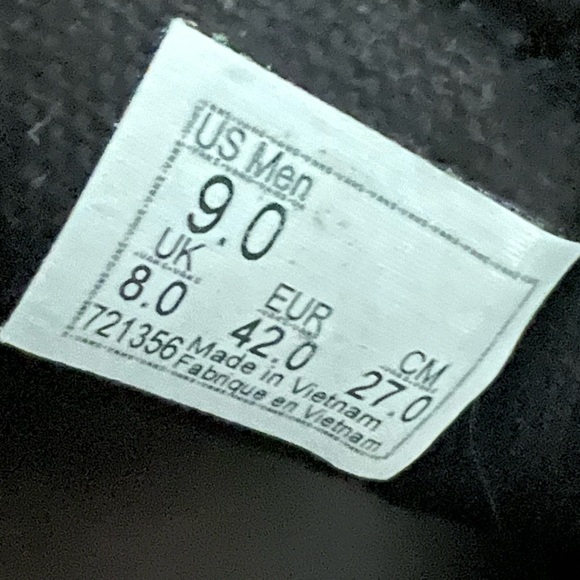 US Men
9.0
UK EUR CM
8.0 42.0 27.0
721356 Made in Vietnam
Fabrique en Vietnam